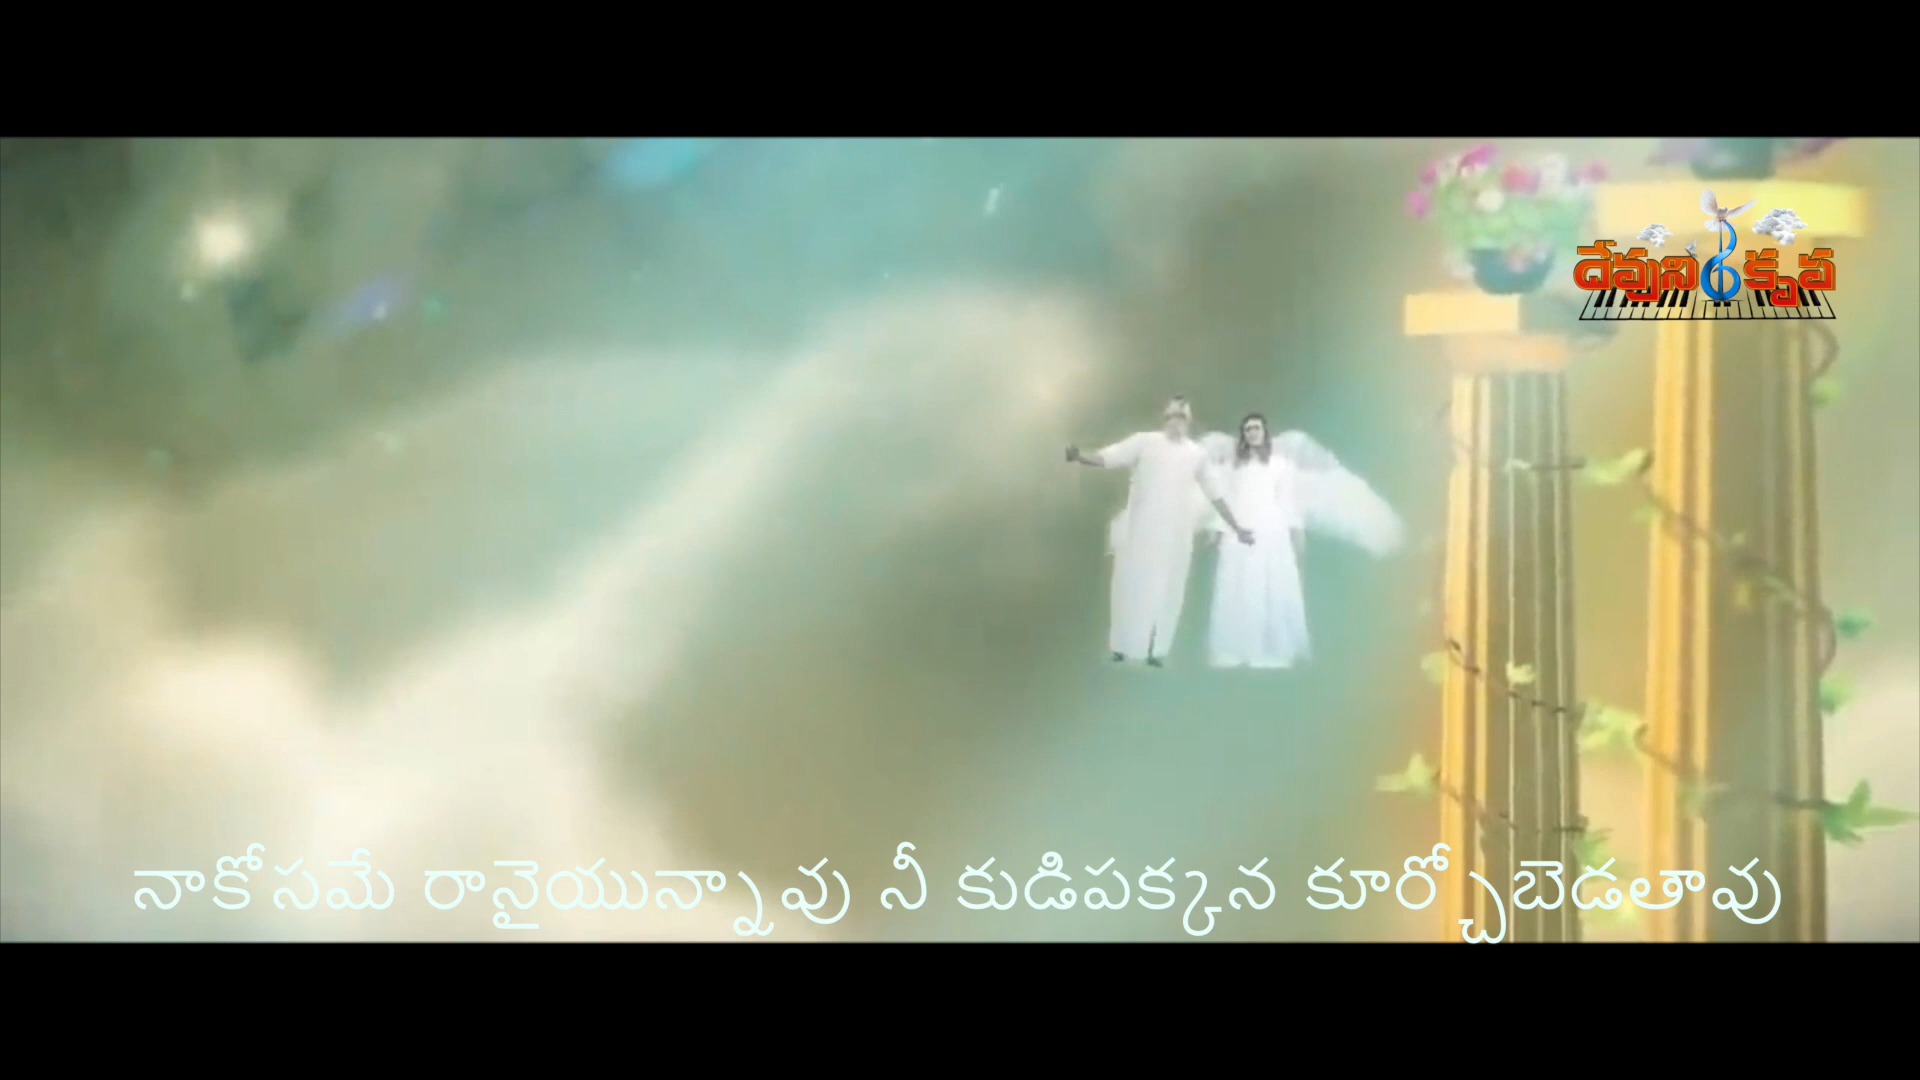 దేవుని కృప
నాకోసమే రానైయున్నావు నీ కుడిపక్కన కూర్చోబెడతావు